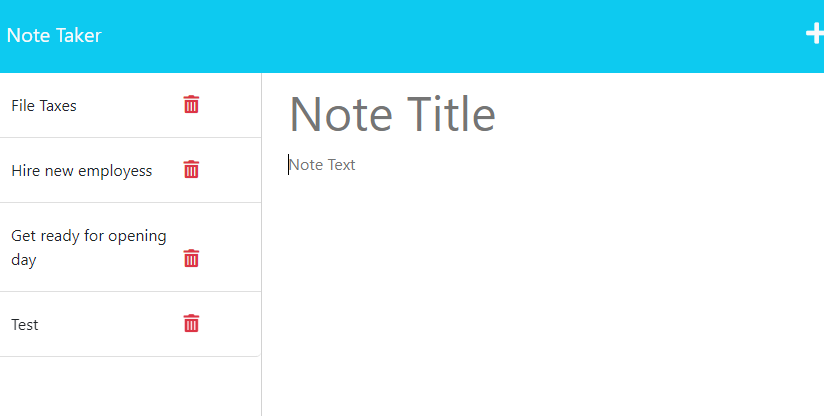 Note Taker
File Taxes
Hire new employess
Get ready for opening
day
Test
Note Title
Note Text